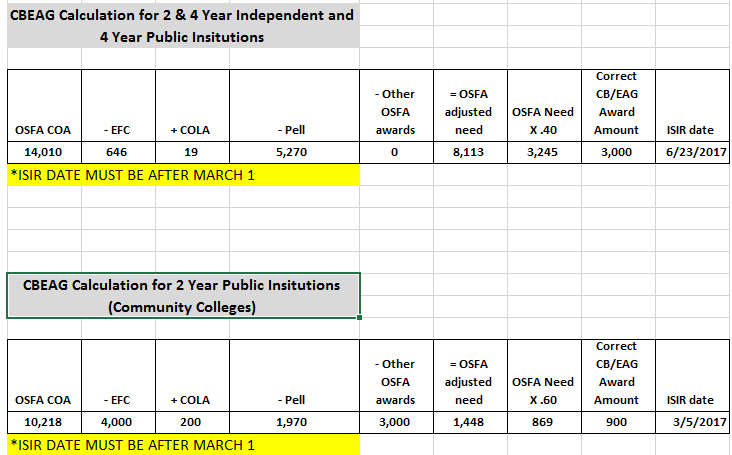 CBEAG Calculation for 2 & 4 Year Independent and
4 Year Public Insitutions
OSFA COA - EFC + COLA - Pell - Other OSFA awards = OSFA adjusted need OSFA Need X .40 Correct CB/EAG Award Amount ISIR date
14,010 646 19 5,270 0 8,113 3,245 3,000 6/23/2017
*ISIR DATE MUST BE AFTER MARCH 1
CBEAG Calculation for 2 Year Public Insitutions
(Community Colleges)
OSFA COA - EFC + COLA - Pell - Other OSFA awards = OSFA adjusted need OSFA Need X .60 Correct CB/EAG Award Amount ISIR date
10,218 4,000 200 1,970 3,000 1,448 869 900 3/5/2017
*ISIR DATE MUST BE AFTER MARCH 1